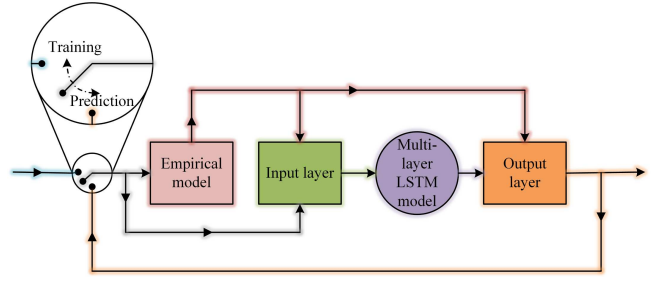 Training
Prediction
Empirical
model
Input layer
Multi-
layer
LSTM
model
Output
layer